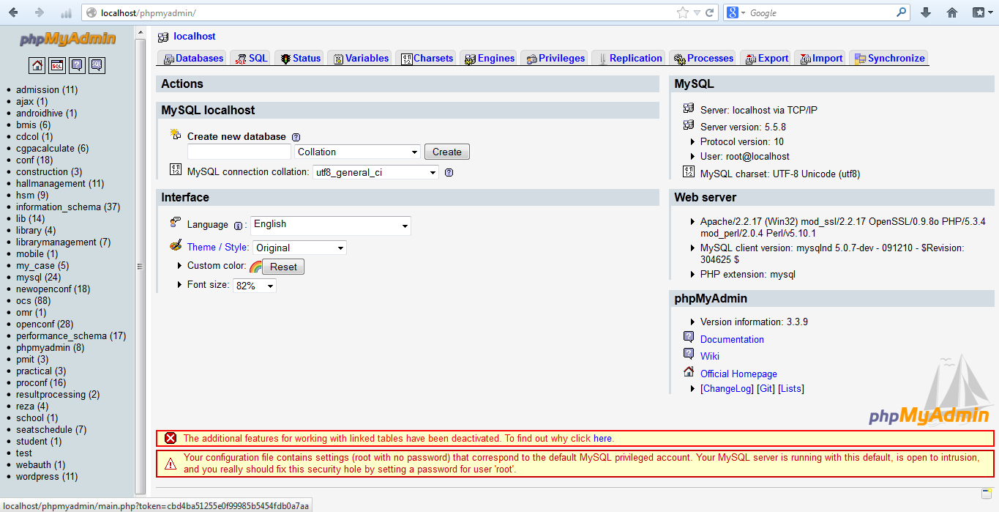 localhost/phpmyadmin/
Google
phpMyAdmin
SQL
SQL
admission (11)
ajax (1)
androidhive (1)
bmis (6)
cdcol (1)
cgpacalculate (6)
conf (18)
construction (3)
hallmanagement (11)
hsm (9)
information_schema (37)
lib (14)
library (4)
librarymanagement (7)
mobile (1)
my_case (5)
mysql (24)
newopenconf (18)
ocs (88)
omr (1)
openconf (28)
performance_schema (17)
phpmyadmin (8)
pmit (3)
practical (3)
proconf (16)
resultprocessing (2)
reza (4)
school (1)
seatschedule (7)
student (1)
test
webauth (1)
wordpress (11)
localhost
Databases SQL Status Variables Charsets Engines Privileges Replication Processes Export Import Synchronize
Actions
MySQL localhost
Create new database
Collation Create
MySQL connection collation: utf8_general_ci
Interface
Language : English
Theme / Style: Original
Custom color: Reset
Font size: 82%
MySQL
Server: localhost via TCP/IP
Server version: 5.5.8
Protocol version: 10
User: root@localhost
MySQL charset: UTF-8 Unicode (utf8)
Web server
Apache/2.2.17 (Win32) mod_ssl/2.2.17 OpenSSL/0.9.8o PHP/5.3.4
mod_perl/2.0.4 Perl/v5.10.1
MySQL client version: mysqlnd 5.0.7-dev - 091210 - $Revision:
304625 $
PHP extension: mysql
phpMyAdmin
Version information: 3.3.9
Documentation
Wiki
Official Homepage
[ChangeLog] [Git] [Lists]
phpMyAdmin
The additional features for working with linked tables have been deactivated. To find out why click here.
Your configuration file contains settings (root with no password) that correspond to the default MySQL privileged account. Your MySQL server is running with this default, is open to intrusion,
and you really should fix this security hole by setting a password for user 'root'.
localhost/phpmyadmin/main.php?token=cbd4ba51255e0f99985b5454fdb0a7aa